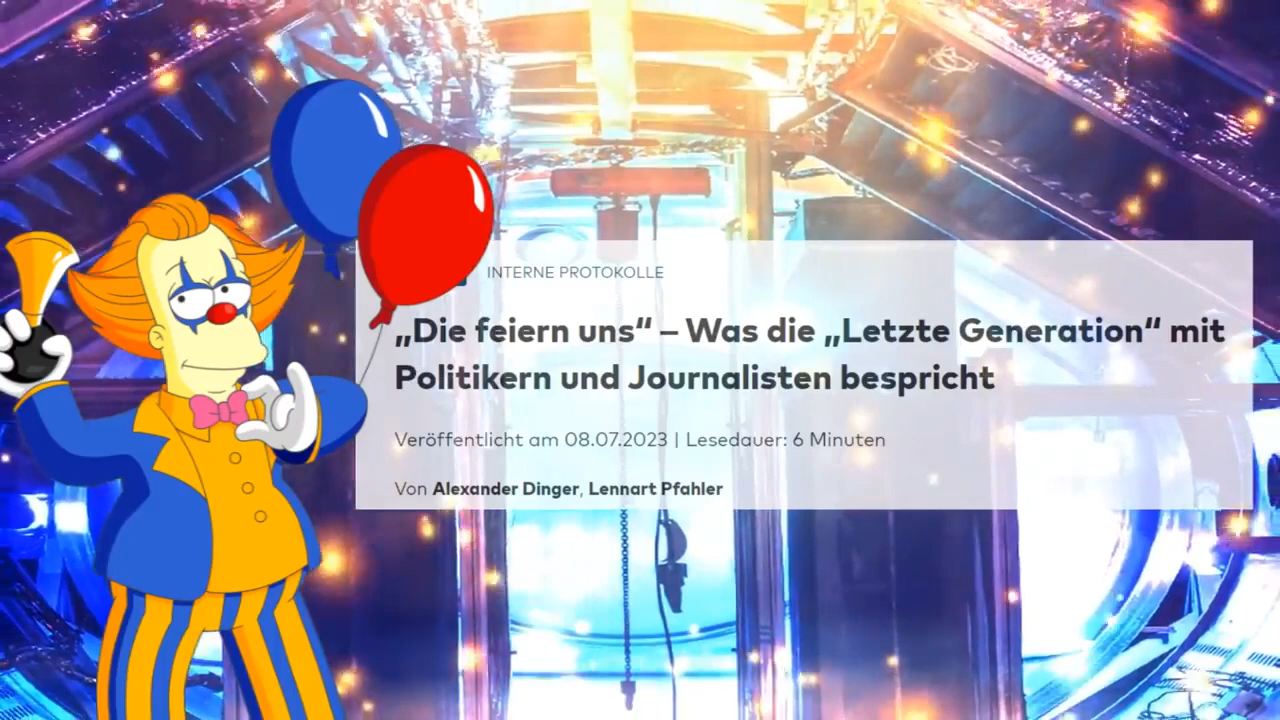 INTERNE PROTOKOLLE
„Die feiern uns“ – Was die „Letzte Generation“ mit
Politikern und Journalisten bespricht
Veröffentlicht am 08.07.2023 | Lesedauer: 6 Minuten
Von Alexander Dinger, Lennart Pfahler